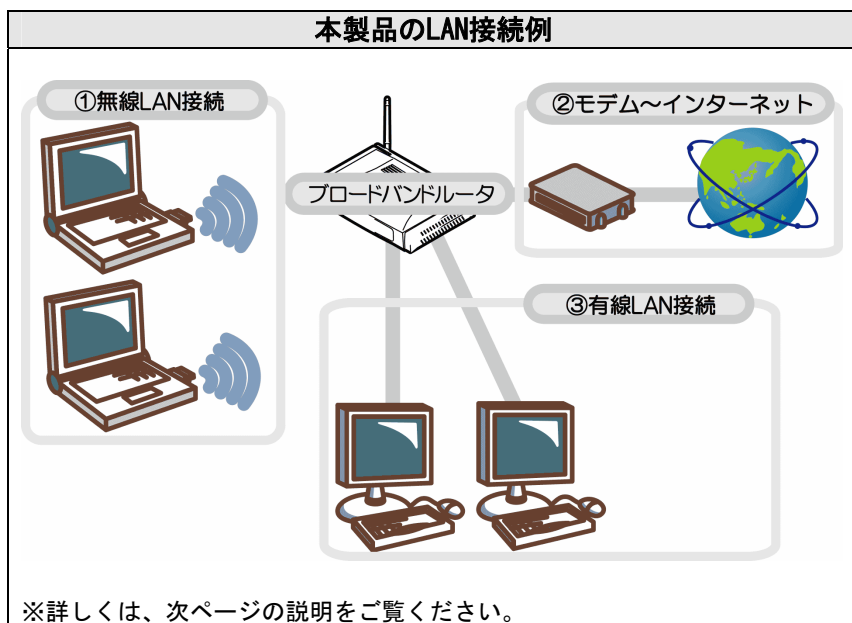 本製品のLAN接続例
①無線LAN接続
②モデム～インターネット
ブロードバンドルータ
③有線LAN接続
※詳しくは、次ページの説明をご覧ください。